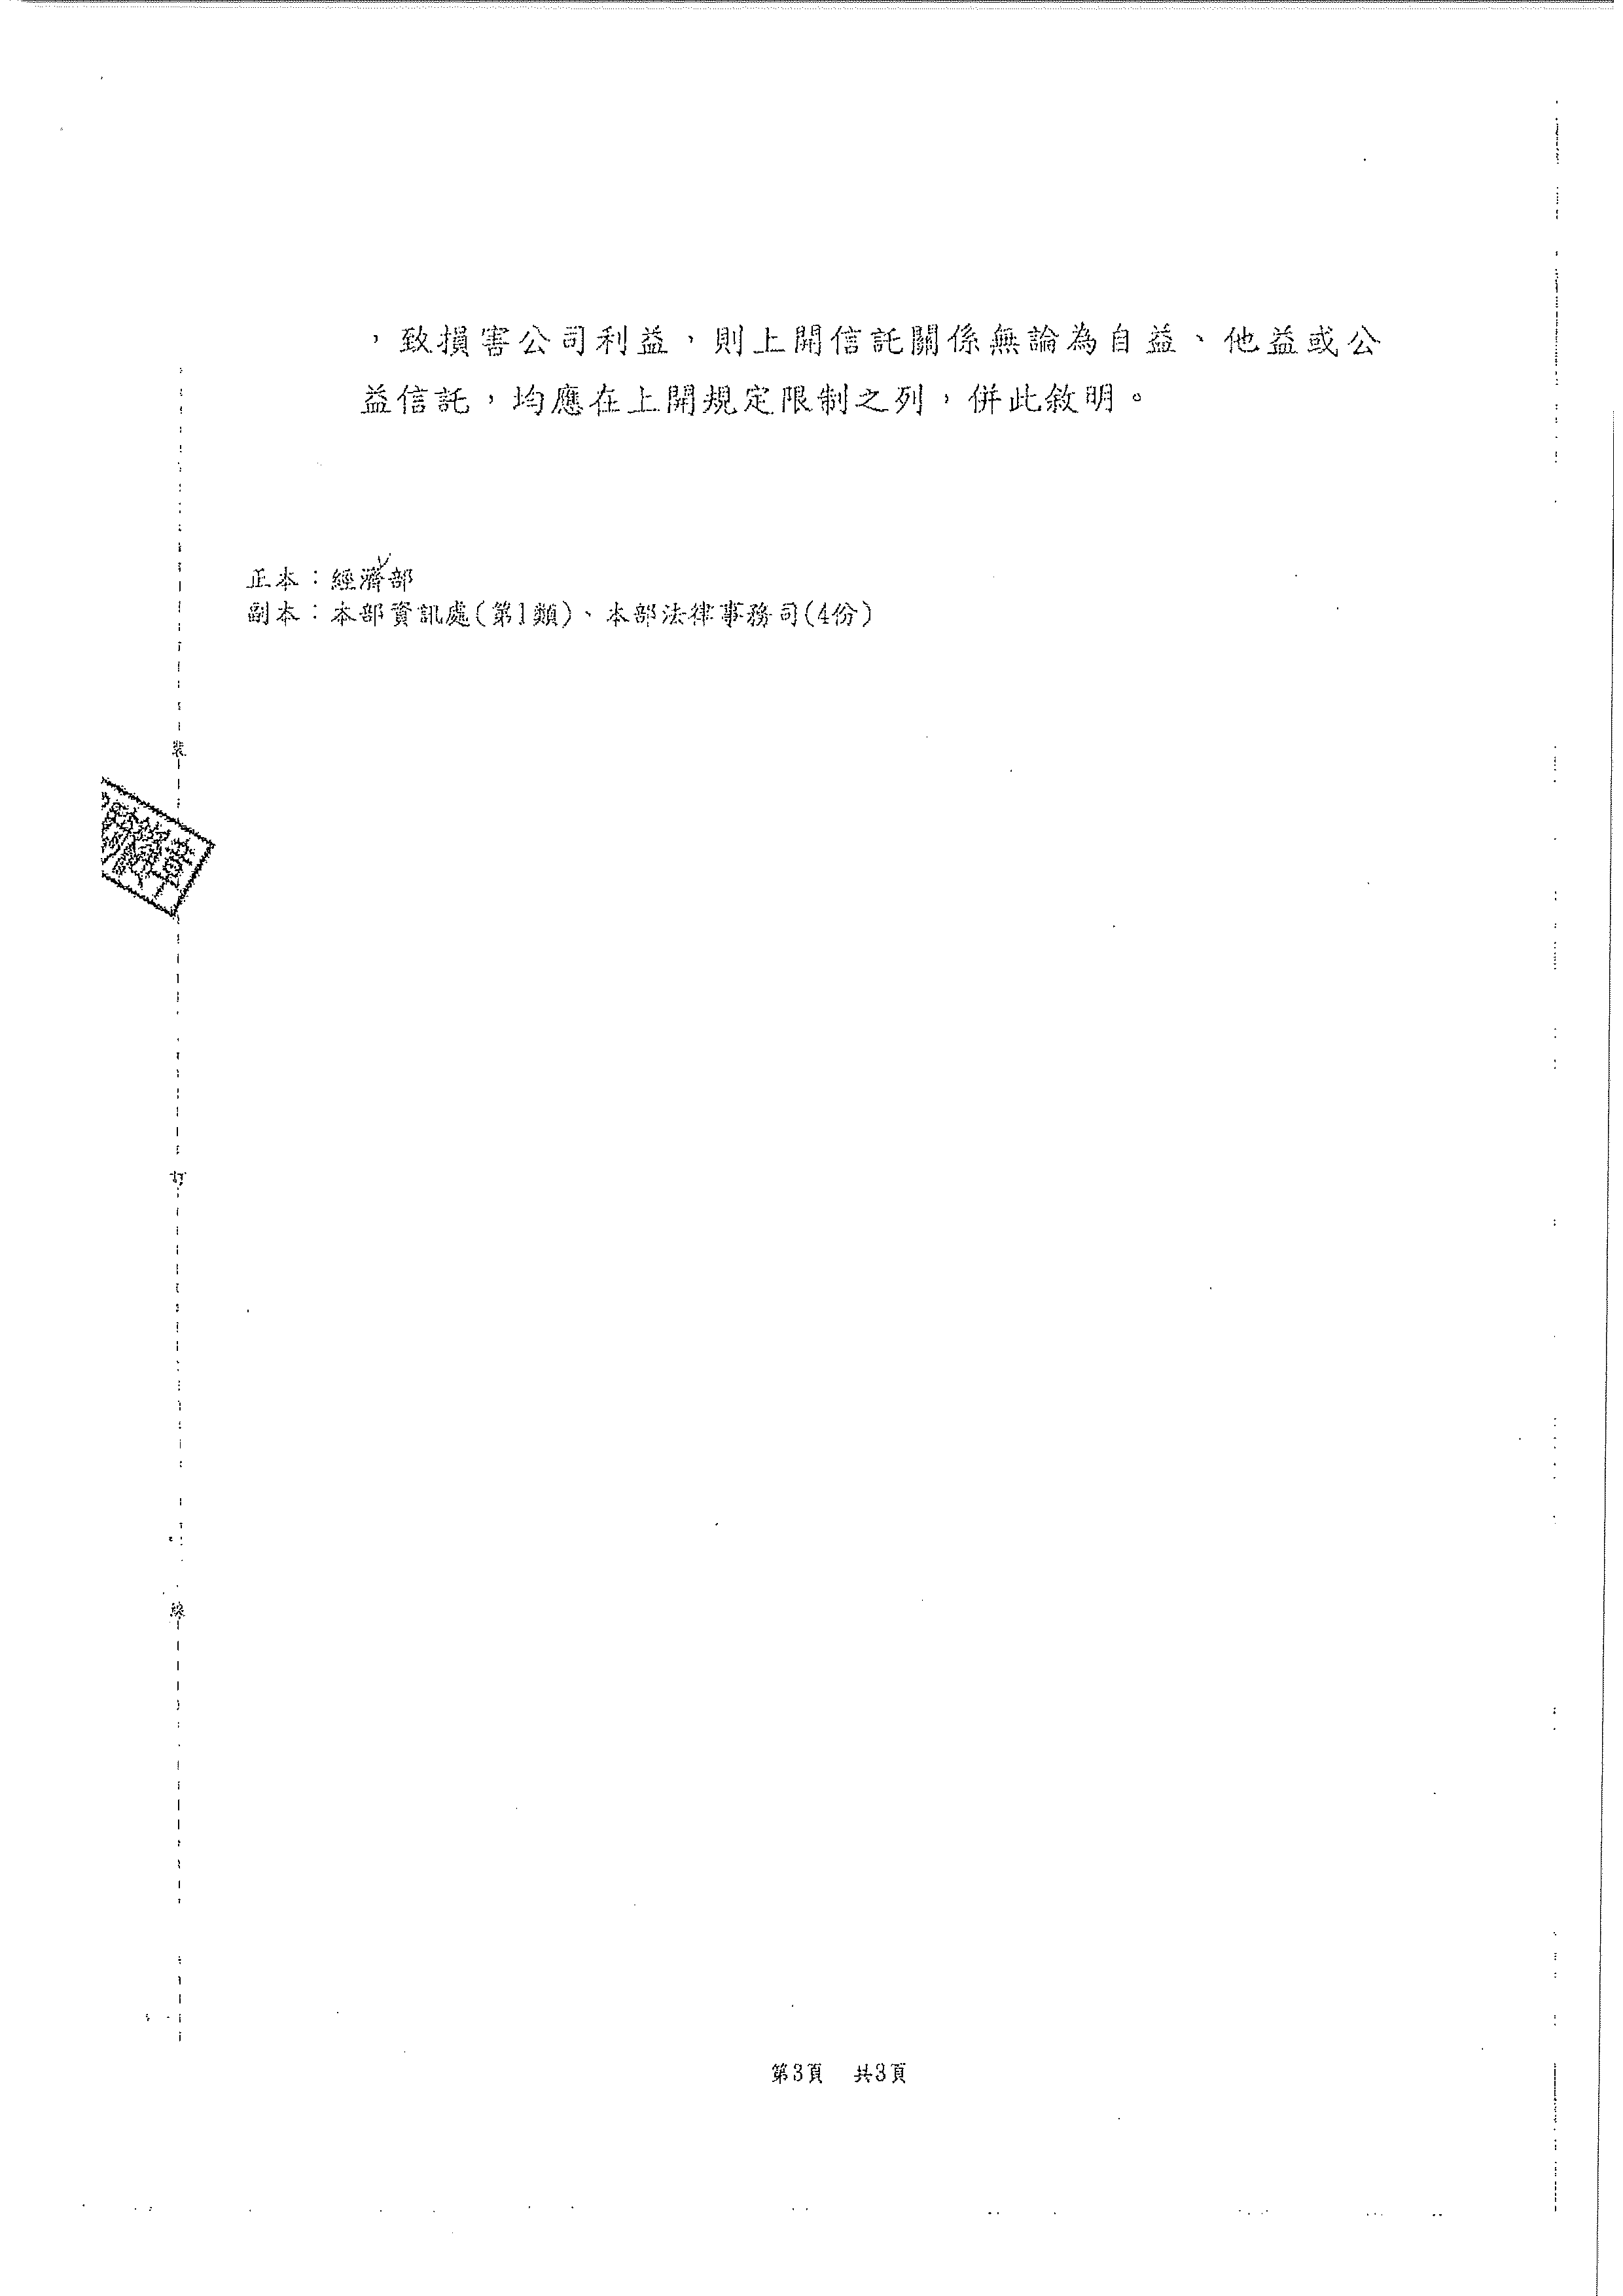 ，致損害公司利益，則上開信託關係無論為自益、他益或公
益信託，均應在上開規定限制之列，併此敘明。
正本：經濟部
副本：本部資訊處(第1類)、本部法律事務司(4份)
裝
章
訂
線
第3頁　共3頁